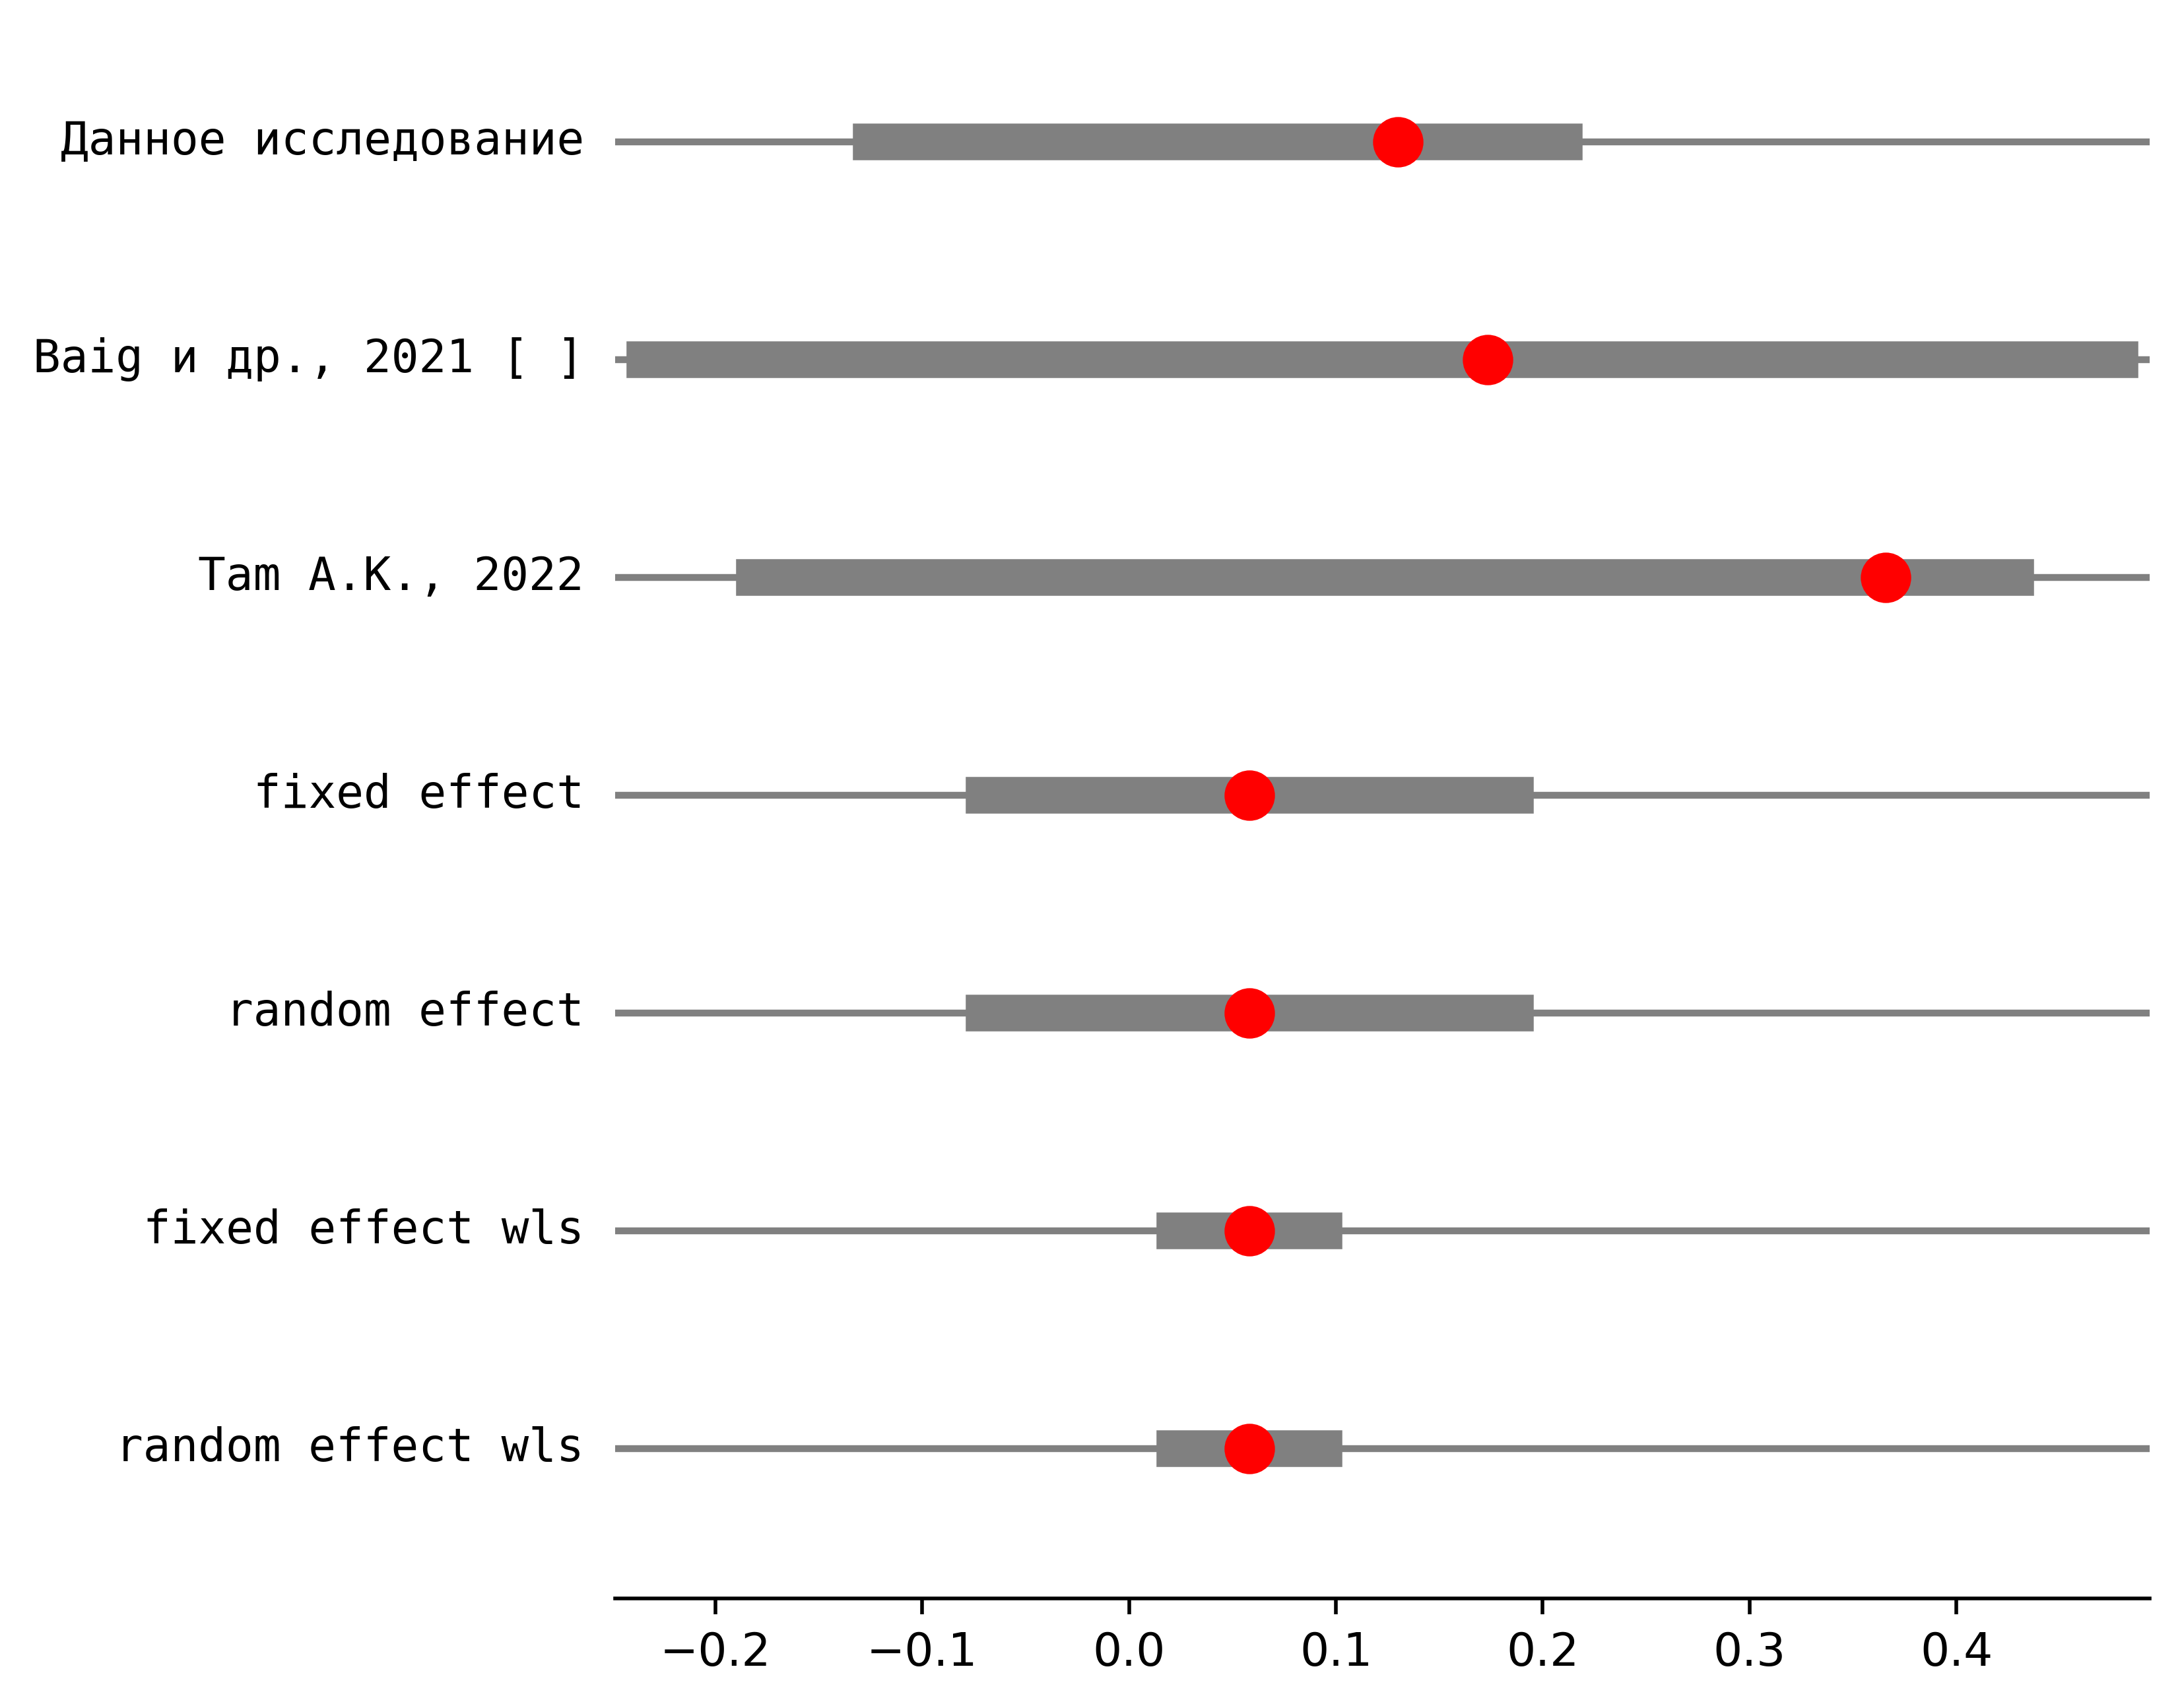 Данное исследование
Baig и др., 2021 [ ]
Tam A.K., 2022
fixed effect
random effect
fixed effect wls
random effect wls
−0.2 −0.1 0.0 0.1 0.2 0.3 0.4